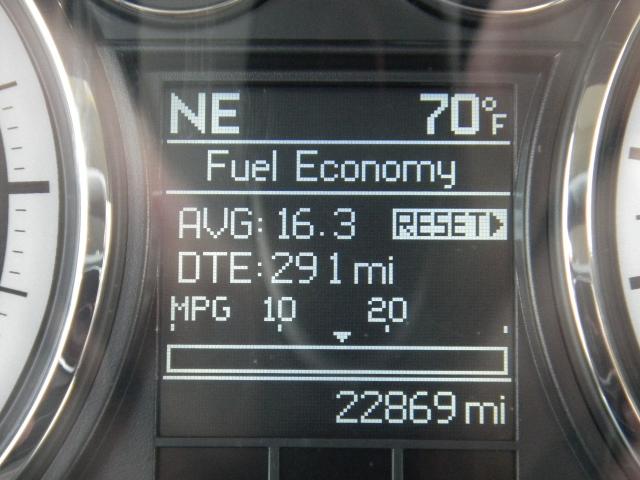 NE 70°F
Fuel Economy
AVG: 16.3 RESET
DTE: 291 mi
MPG 10 20
22869 mi